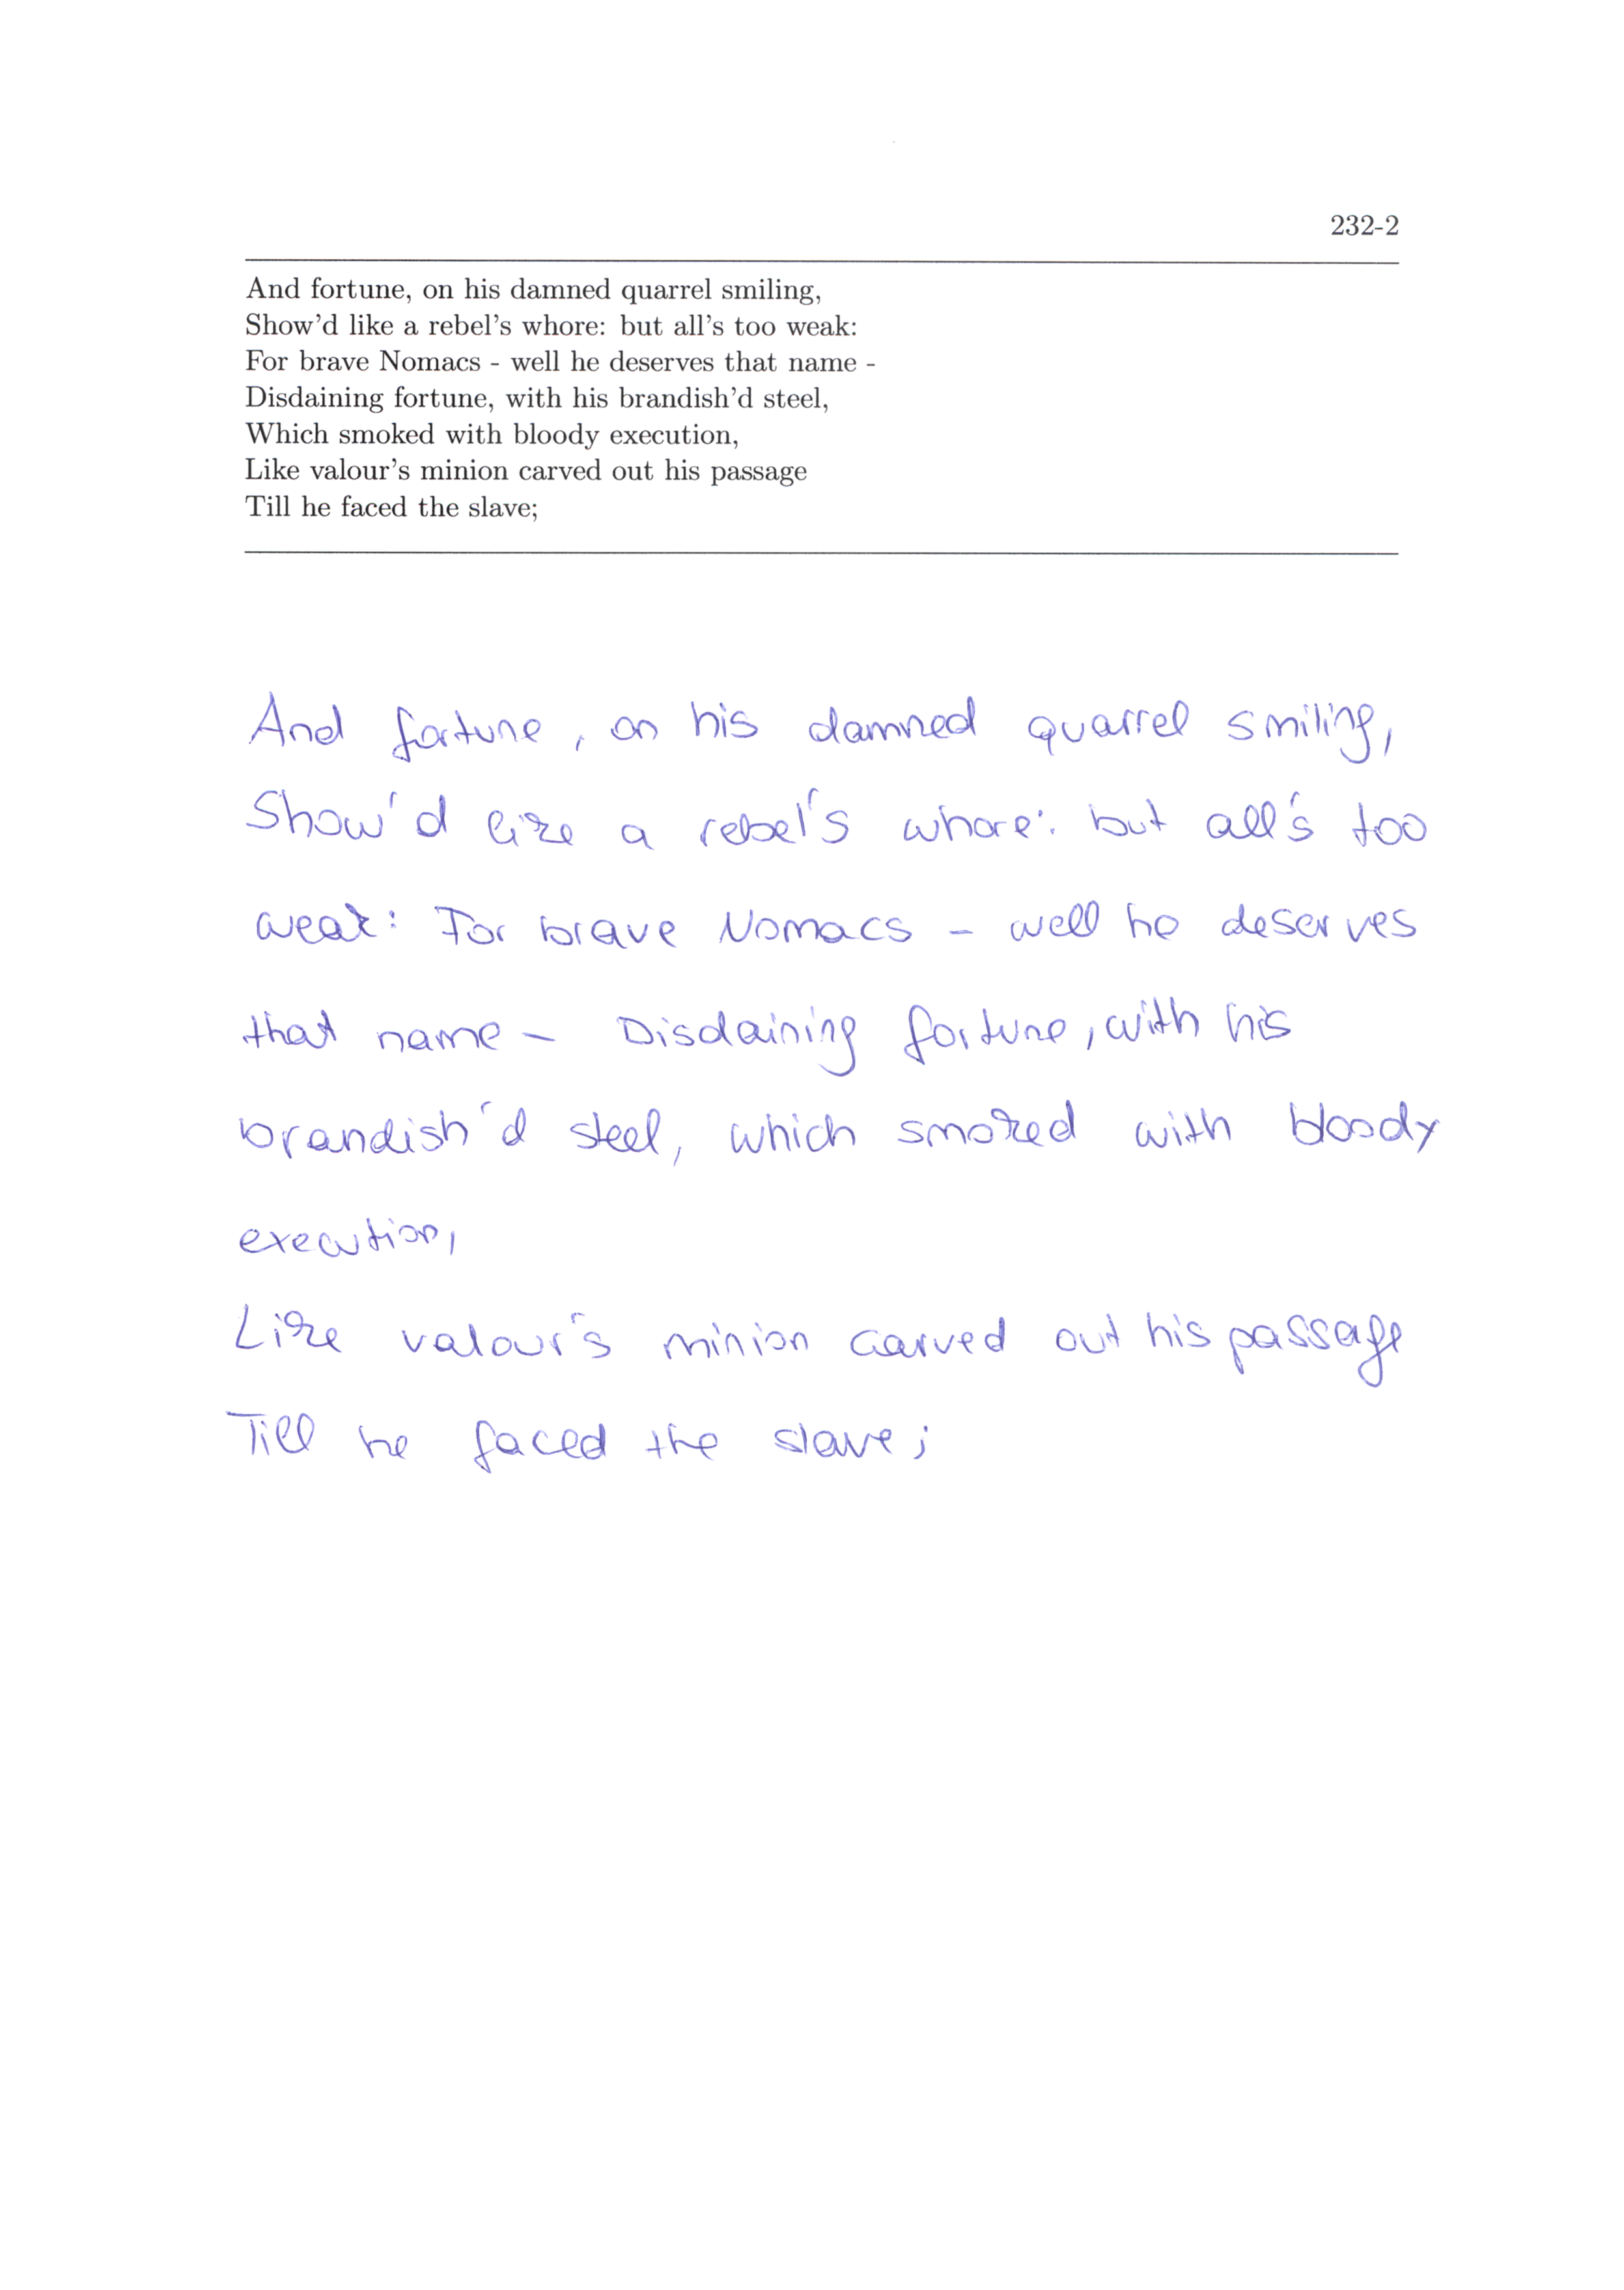 232-2
And fortune, on his damned quarrel smiling,
Show'd like a rebel's whore: but all's too weak:
For brave Nomacs - well he deserves that name -
Disdaining fortune, with his brandish'd steel,
Which smoked with bloody execution,
Like valour's minion carved out his passage
Till he faced the slave;
And fortune, on his damned quarrel smiling,
Show'd like a rebel's whore: but all's too
weak: For brave Nomacs - well he deserves
that name - Disdaining fortune, with his
brandish'd steel, which smoked with bloody
execution,
Like valour's minion carved out his passage
Till he faced the slave;